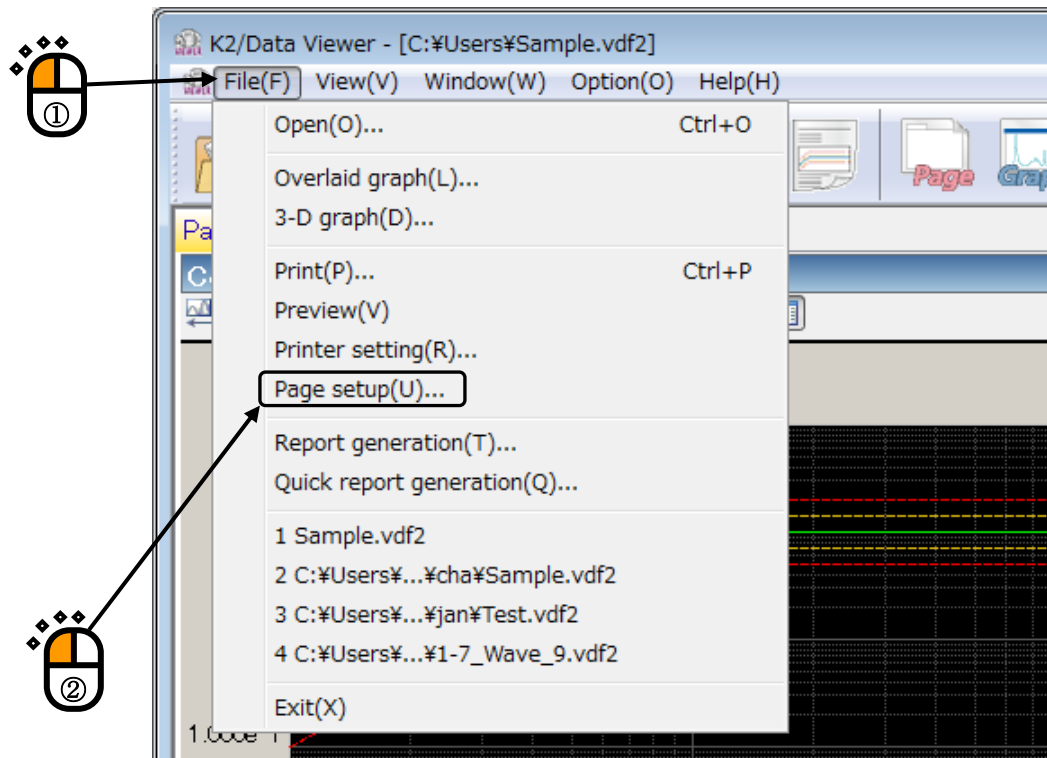 K2/Data Viewer - [C:¥Users¥Sample.vdf2]
File(F) View(V) Window(W) Option(O) Help(H)
①
Open(O)... Ctrl+O
Overlaid graph(L)...
3-D graph(D)...
Page
Print(P)... Ctrl+P
Preview(V)
Printer setting(R)...
Page setup(U)...
Report generation(T)...
Quick report generation(Q)...
1 Sample.vdf2
2 C:¥Users¥...¥cha¥Sample.vdf2
3 C:¥Users¥...¥jan¥Test.vdf2
4 C:¥Users¥...¥1-7_Wave_9.vdf2
②
Exit(X)